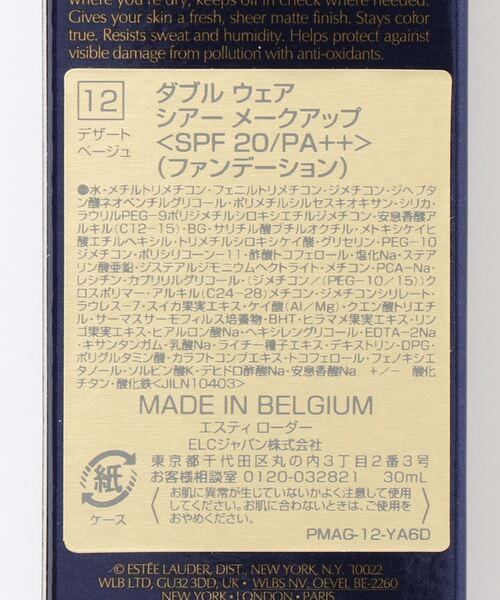 where you're dry, keeps off in check where you're not.
Gives your skin a fresh, sheer matte finish. Stays color
true. Resists sweat and humidity. Helps protect against
visible damage from pollution with anti-oxidants.
12
デザート
ベージュ
ダブル ウェア
シアー メークアップ
<SPF 20/PA++>
(ファンデーション)
●水・メチルトリメチコン・フェニルトリメチコン・ジメチコン・ジヘプタ
ン酸ネオペンチルグリコール・ポリメチルシルセスキオキサン・シリカ・
ラウリルPEG-9ポリジメチルシロキシエチルジメチコン・安息香酸ア
ルキル(C12-15)・BG・サリチル酸ブチルオクチル・メトキシケイヒ
酸エチルヘキシル・トリメチルシロキシケイ酸・グリセリン・PEG-10
ジメチコン・ポリシリコーン-11・酢酸トコフェロール・塩化Na・ステア
リン酸亜鉛・ジステアルジモニウムヘクトライト・メチコン・PCA-Na・
レシチン・カプリリルグリコール・(ジメチコン/(PEG-10/15))ク
ロスポリマー・アルキル(C24-28)メチコン・ジメチコンシリレート・
ラウレス-7・スイカ果実エキス・ケイ酸(Al/Mg)・クエン酸トリエチ
ル・サーマスサーモフィルス培養物・BHT・ヒラマメ果実エキス・リン
ゴ果実エキス・ヒアルロン酸Na・ヘキシレングリコール・EDTA-2Na
・キサンタンガム・乳酸Na・ライチー種子エキス・デキストリン・DPG・
ポリグルタミン酸・カラフトコンブエキス・トコフェロール・フェノキシエ
タノール・ソルビン酸K・デヒドロ酢酸Na・安息香酸Na +/- 酸化
チタン・酸化鉄<JILN10403>
MADE IN BELGIUM
エスティ ローダー
ELCジャパン株式会社
東京都千代田区丸の内3丁目2番3号
お客様相談室 0120-032821 30mL
紙
ケース
お肌に異常が生じていないかよく注意して使用
してください。お肌に合わないときは、ご使用
をおやめください。
PMAG-12-YA6D
© ESTÉE LAUDER, DIST., NEW YORK, N.Y. 10022
WLB LTD, GU32 3DD, UK • WLBS NV, OEVEL BE-2260
NEW YORK • LONDON • PARIS